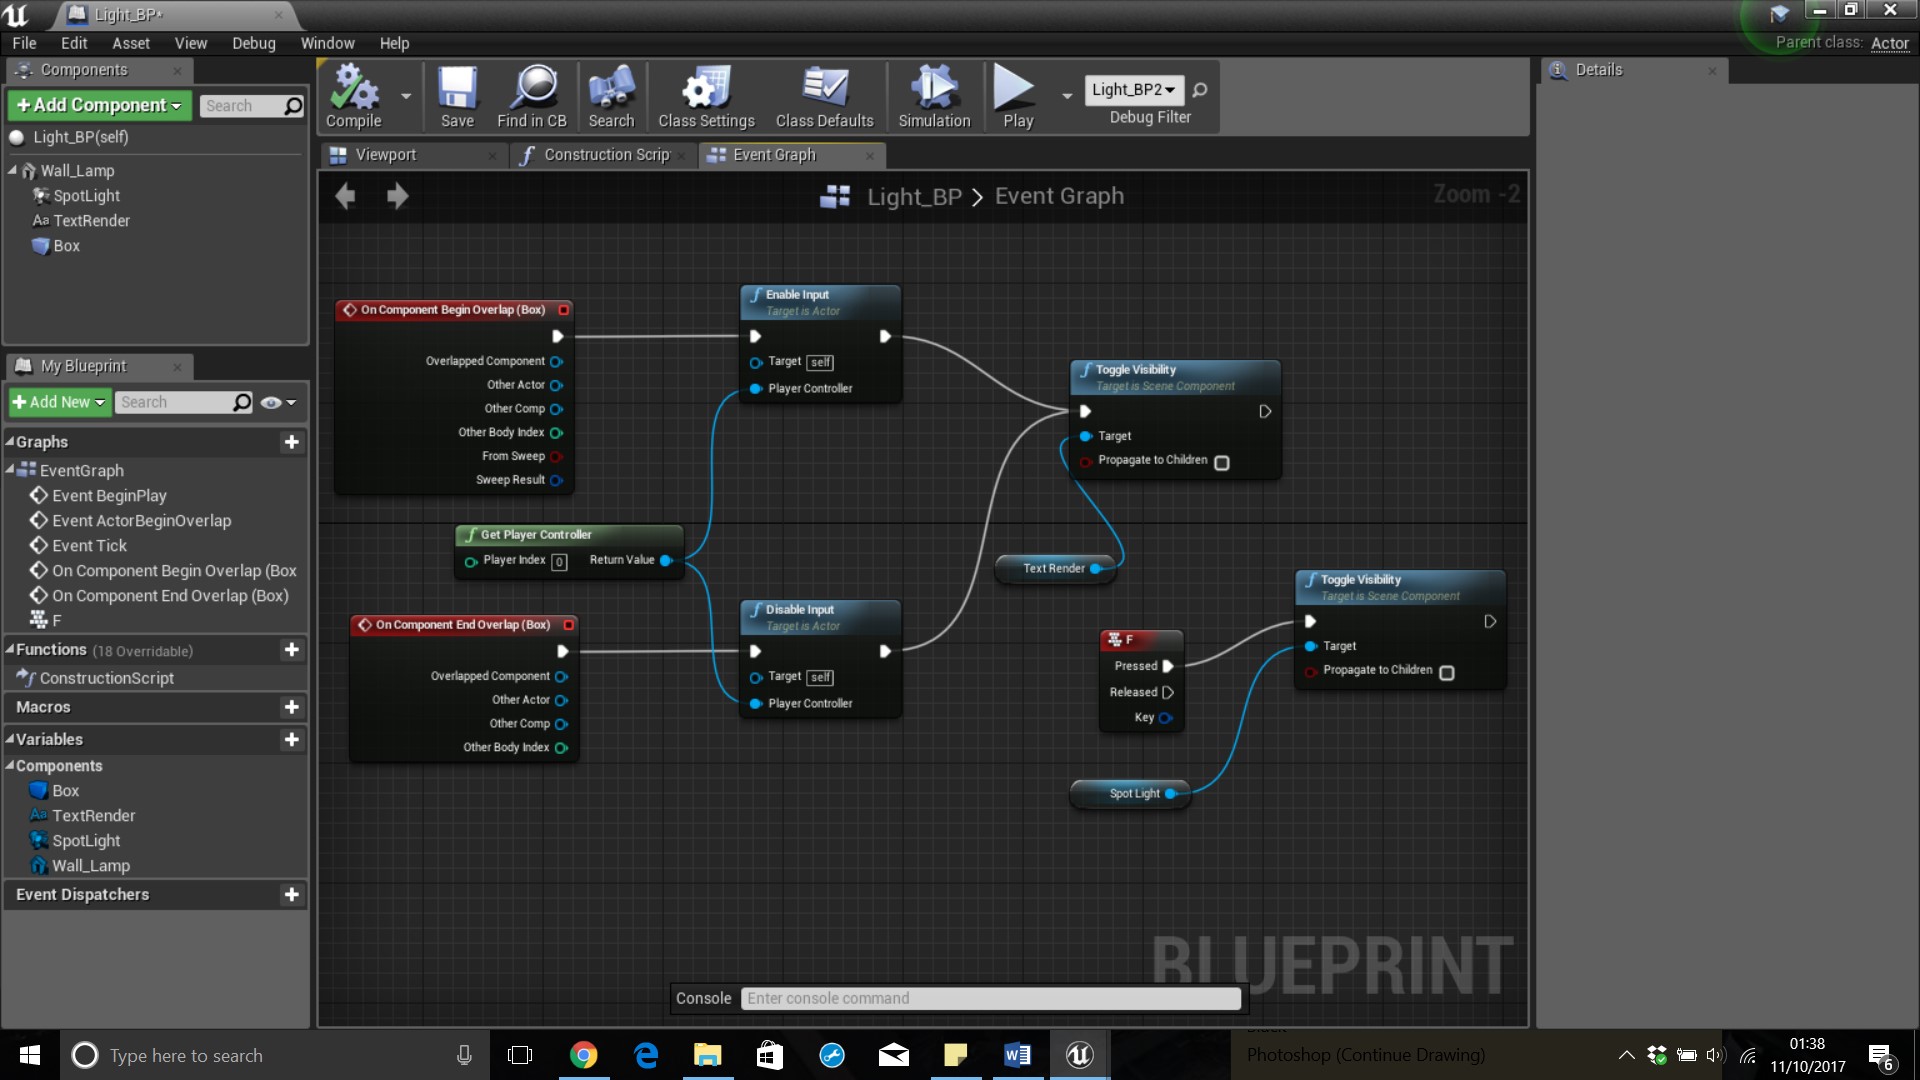 Light_BP*
File Edit Asset View Debug Window Help
Parent class: Actor
Components
+Add Component
Search
Light_BP(self)
Wall_Lamp
SpotLight
Aa TextRender
Box
Compile
Save
Find in CB
Search
Class Settings
Class Defaults
Simulation
Play
Light_BP2
Debug Filter
Details
Viewport
Construction Scrip
Event Graph
Light_BP > Event Graph
Zoom -2
My Blueprint
+Add New
Search
Graphs
EventGraph
Event BeginPlay
Event ActorBeginOverlap
Event Tick
On Component Begin Overlap (Box
On Component End Overlap (Box)
F
Functions (18 Overridable)
ConstructionScript
Macros
Variables
Components
Box
Aa TextRender
SpotLight
Wall_Lamp
Event Dispatchers
On Component Begin Overlap (Box)
Overlapped Component
Other Actor
Other Comp
Other Body Index
From Sweep
Sweep Result
Enable Input
Target is Actor
Target self
Player Controller
Toggle Visibility
Target is Scene Component
Target
Propagate to Children
Get Player Controller
Player Index 0 Return Value
Text Render
On Component End Overlap (Box)
Overlapped Component
Other Actor
Other Comp
Other Body Index
Disable Input
Target is Actor
Target self
Player Controller
F
Pressed
Released
Key
Toggle Visibility
Target is Scene Component
Target
Propagate to Children
Spot Light
BLUEPRINT
Console Enter console command
Type here to search
Photoshop (Continue Drawing)
01:38
11/10/2017
6